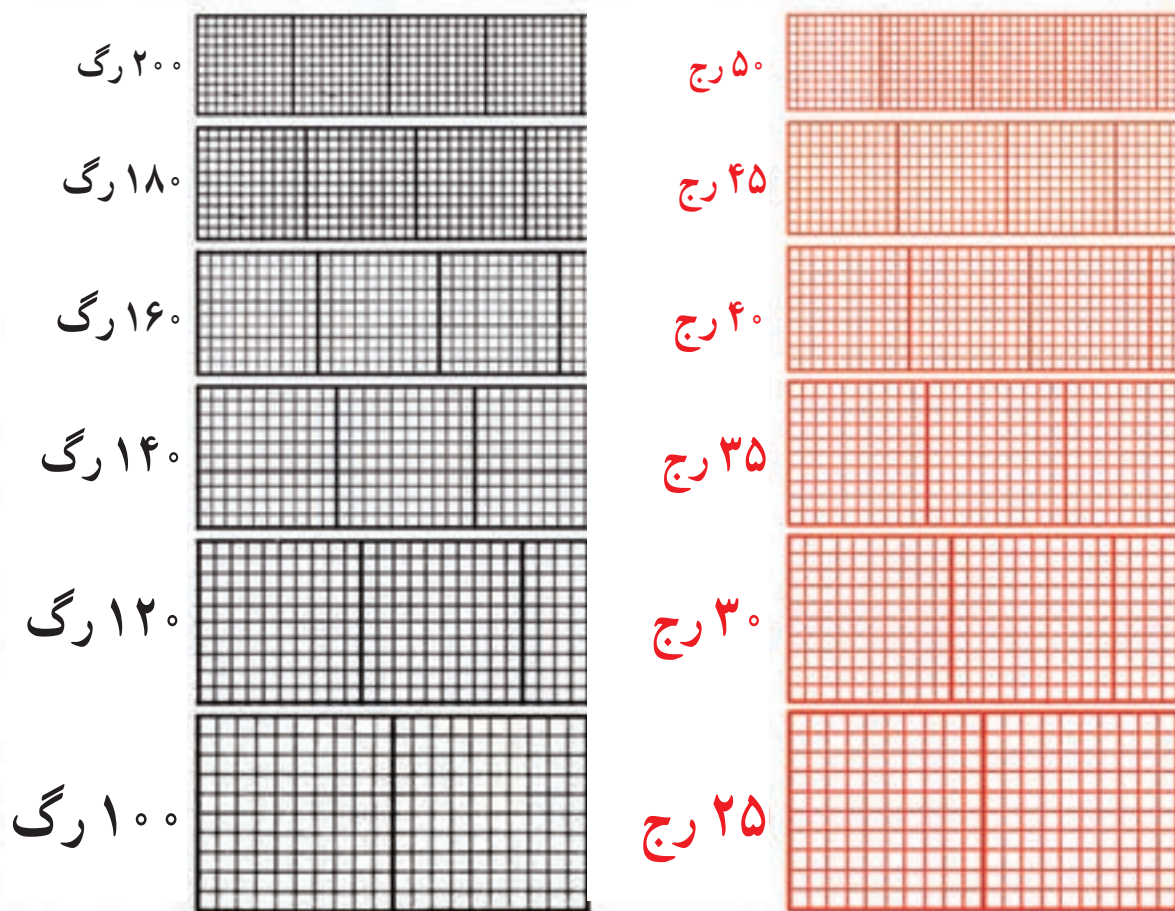 ۵۰ رج
۲۰۰ رگ
۴۵ رج
۱۸۰ رگ
۴۰ رج
۱۶۰ رگ
۳۵ رج
۱۴۰ رگ
۳۰ رج
۱۲۰ رگ
۲۵ رج
۱۰۰ رگ